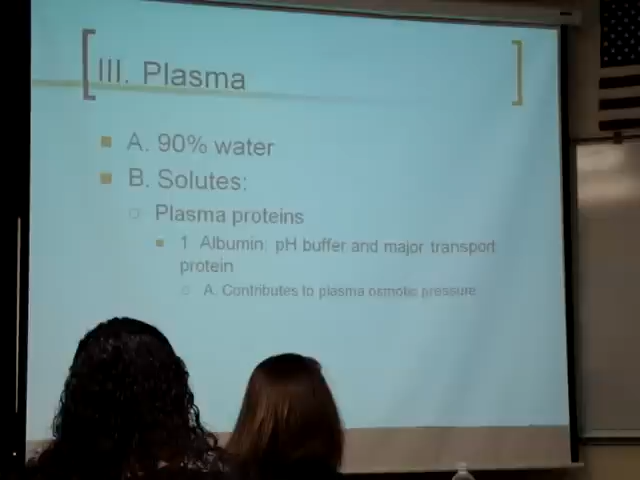 III. Plasma
A. 90% water
B. Solutes:
Plasma proteins
1 Albumin: pH buffer and major transport
protein
A. Contributes to plasma osmotic pressure